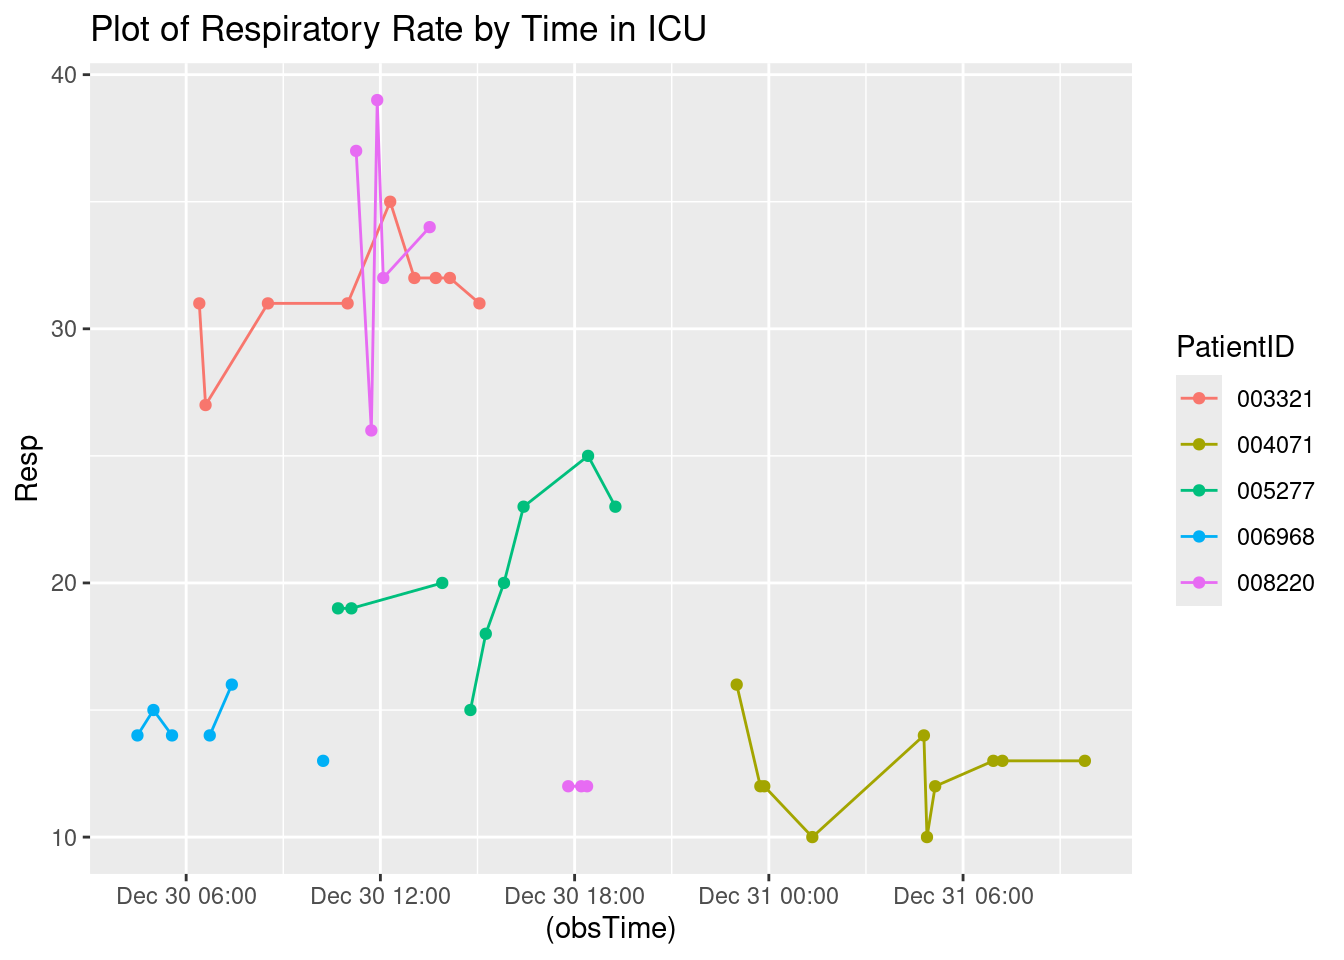 Plot of Respiratory Rate by Time in ICU
40
30
20
10
Resp
Dec 30 06:00 Dec 30 12:00 Dec 30 18:00 Dec 31 00:00 Dec 31 06:00
(obsTime)
PatientID
003321
004071
005277
006968
008220